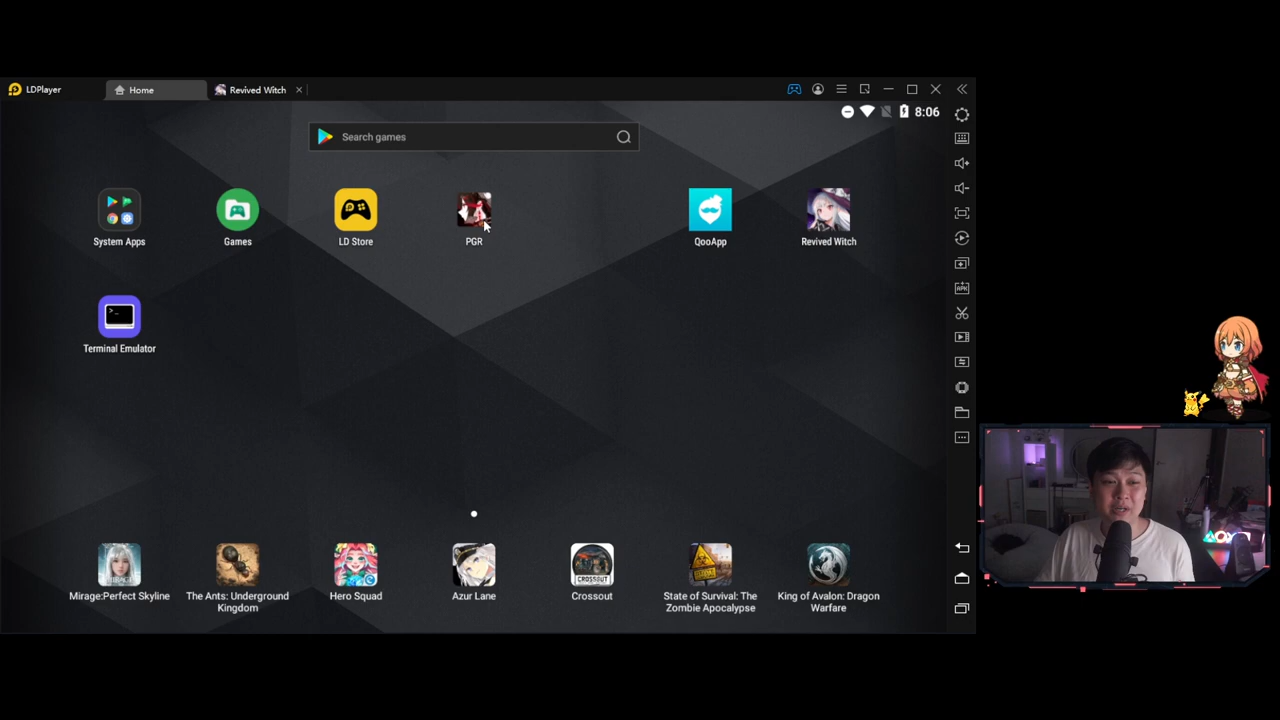 LDPlayer
Home
Revived Witch
8:06
Search games
System Apps
Games
LD Store
PGR
QooApp
Revived Witch
Terminal Emulator
Mirage:Perfect Skyline
The Ants: Underground
Kingdom
Hero Squad
Azur Lane
CROSSOUT
Crossout
State of Survival: The
Zombie Apocalypse
King of Avalon: Dragon
Warfare
APK